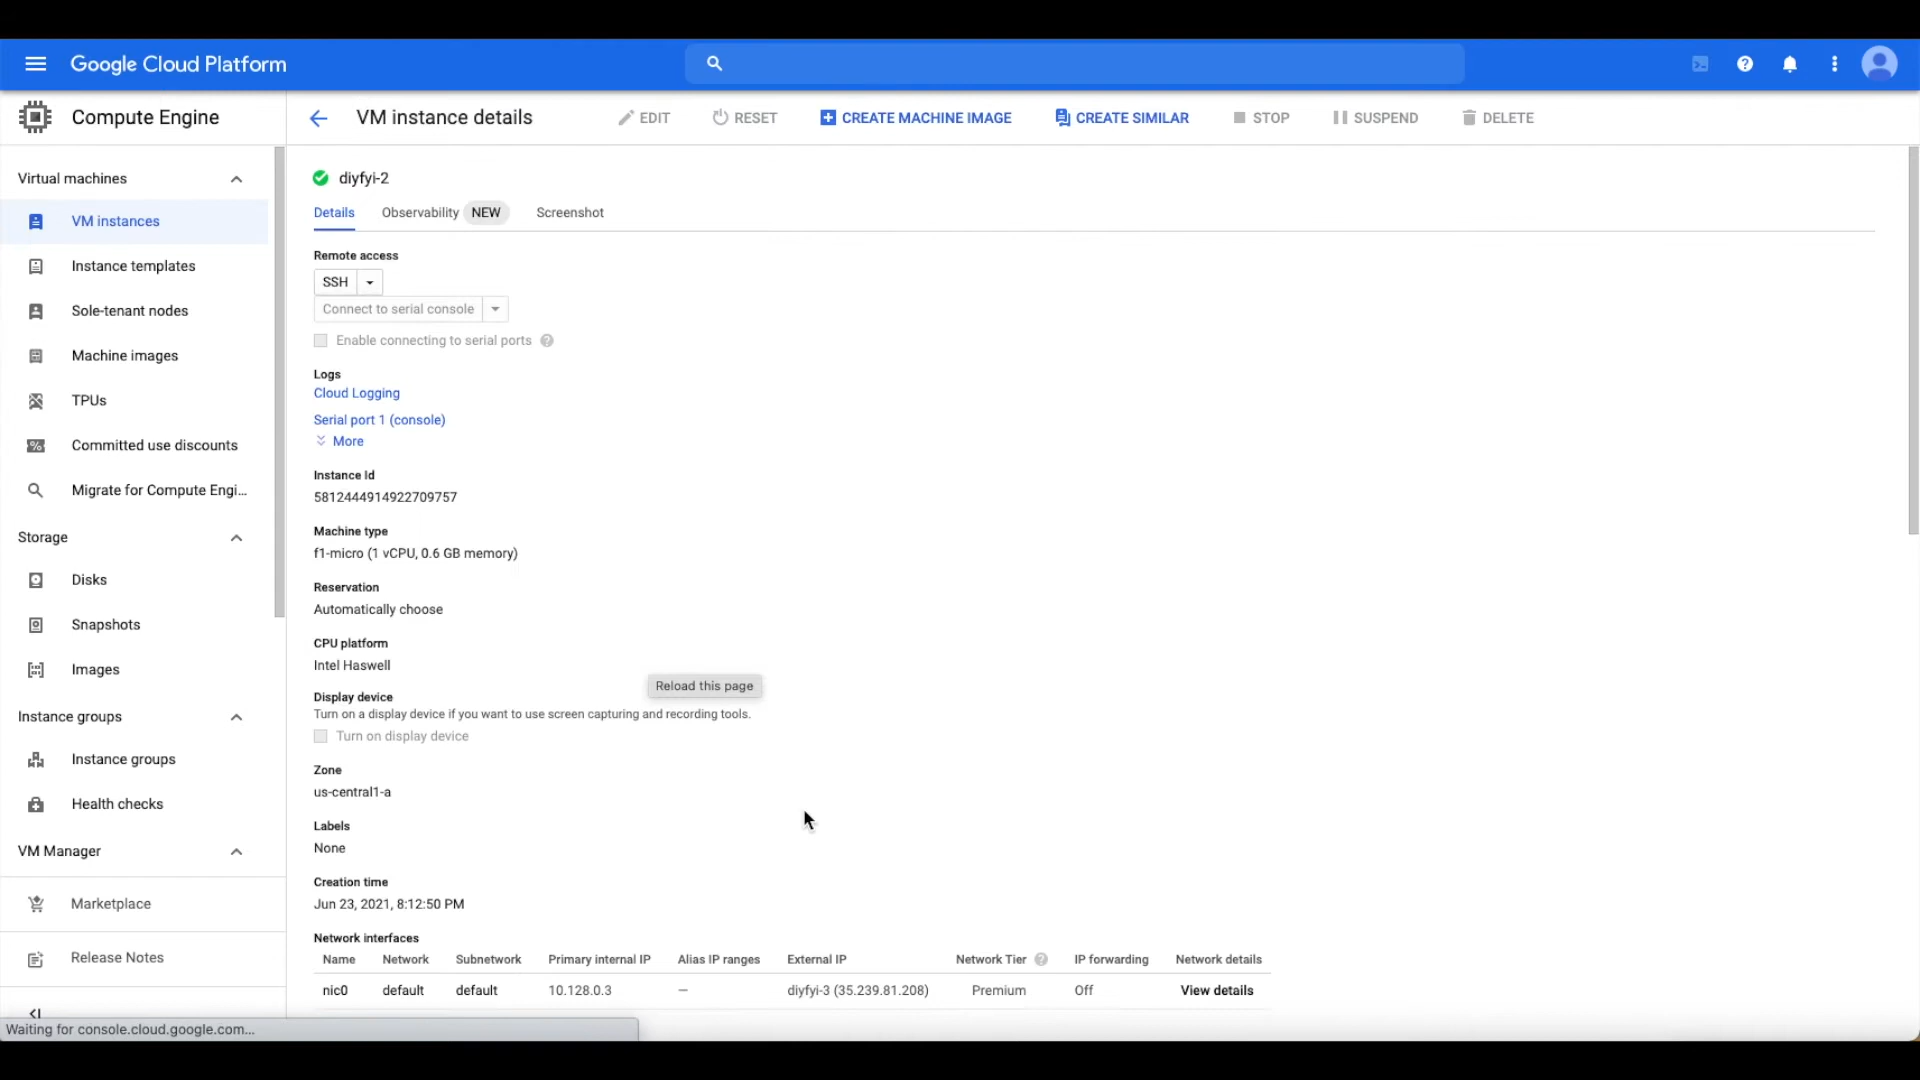 Google Cloud Platform
Compute Engine
VM instance details
EDIT
RESET
CREATE MACHINE IMAGE
CREATE SIMILAR
STOP
SUSPEND
DELETE
Virtual machines
VM instances
Instance templates
Sole-tenant nodes
Machine images
TPUs
Committed use discounts
Migrate for Compute Engi...
Storage
Disks
Snapshots
Images
Instance groups
Instance groups
Health checks
VM Manager
Marketplace
Release Notes
diyfyi-2
Details Observability NEW Screenshot
Remote access
SSH
Connect to serial console
Enable connecting to serial ports
Logs
Cloud Logging
Serial port 1 (console)
More
Instance Id
5812444914922709757
Machine type
f1-micro (1 vCPU, 0.6 GB memory)
Reservation
Automatically choose
CPU platform
Intel Haswell
Reload this page
Display device
Turn on a display device if you want to use screen capturing and recording tools.
Turn on display device
Zone
us-central1-a
Labels
None
Creation time
Jun 23, 2021, 8:12:50 PM
Network interfaces
Name Network Subnetwork Primary internal IP Alias IP ranges External IP Network Tier IP forwarding Network details
nic0 default default 10.128.0.3 — diyfyi-3 (35.239.81.208) Premium Off View details
Waiting for console.cloud.google.com...